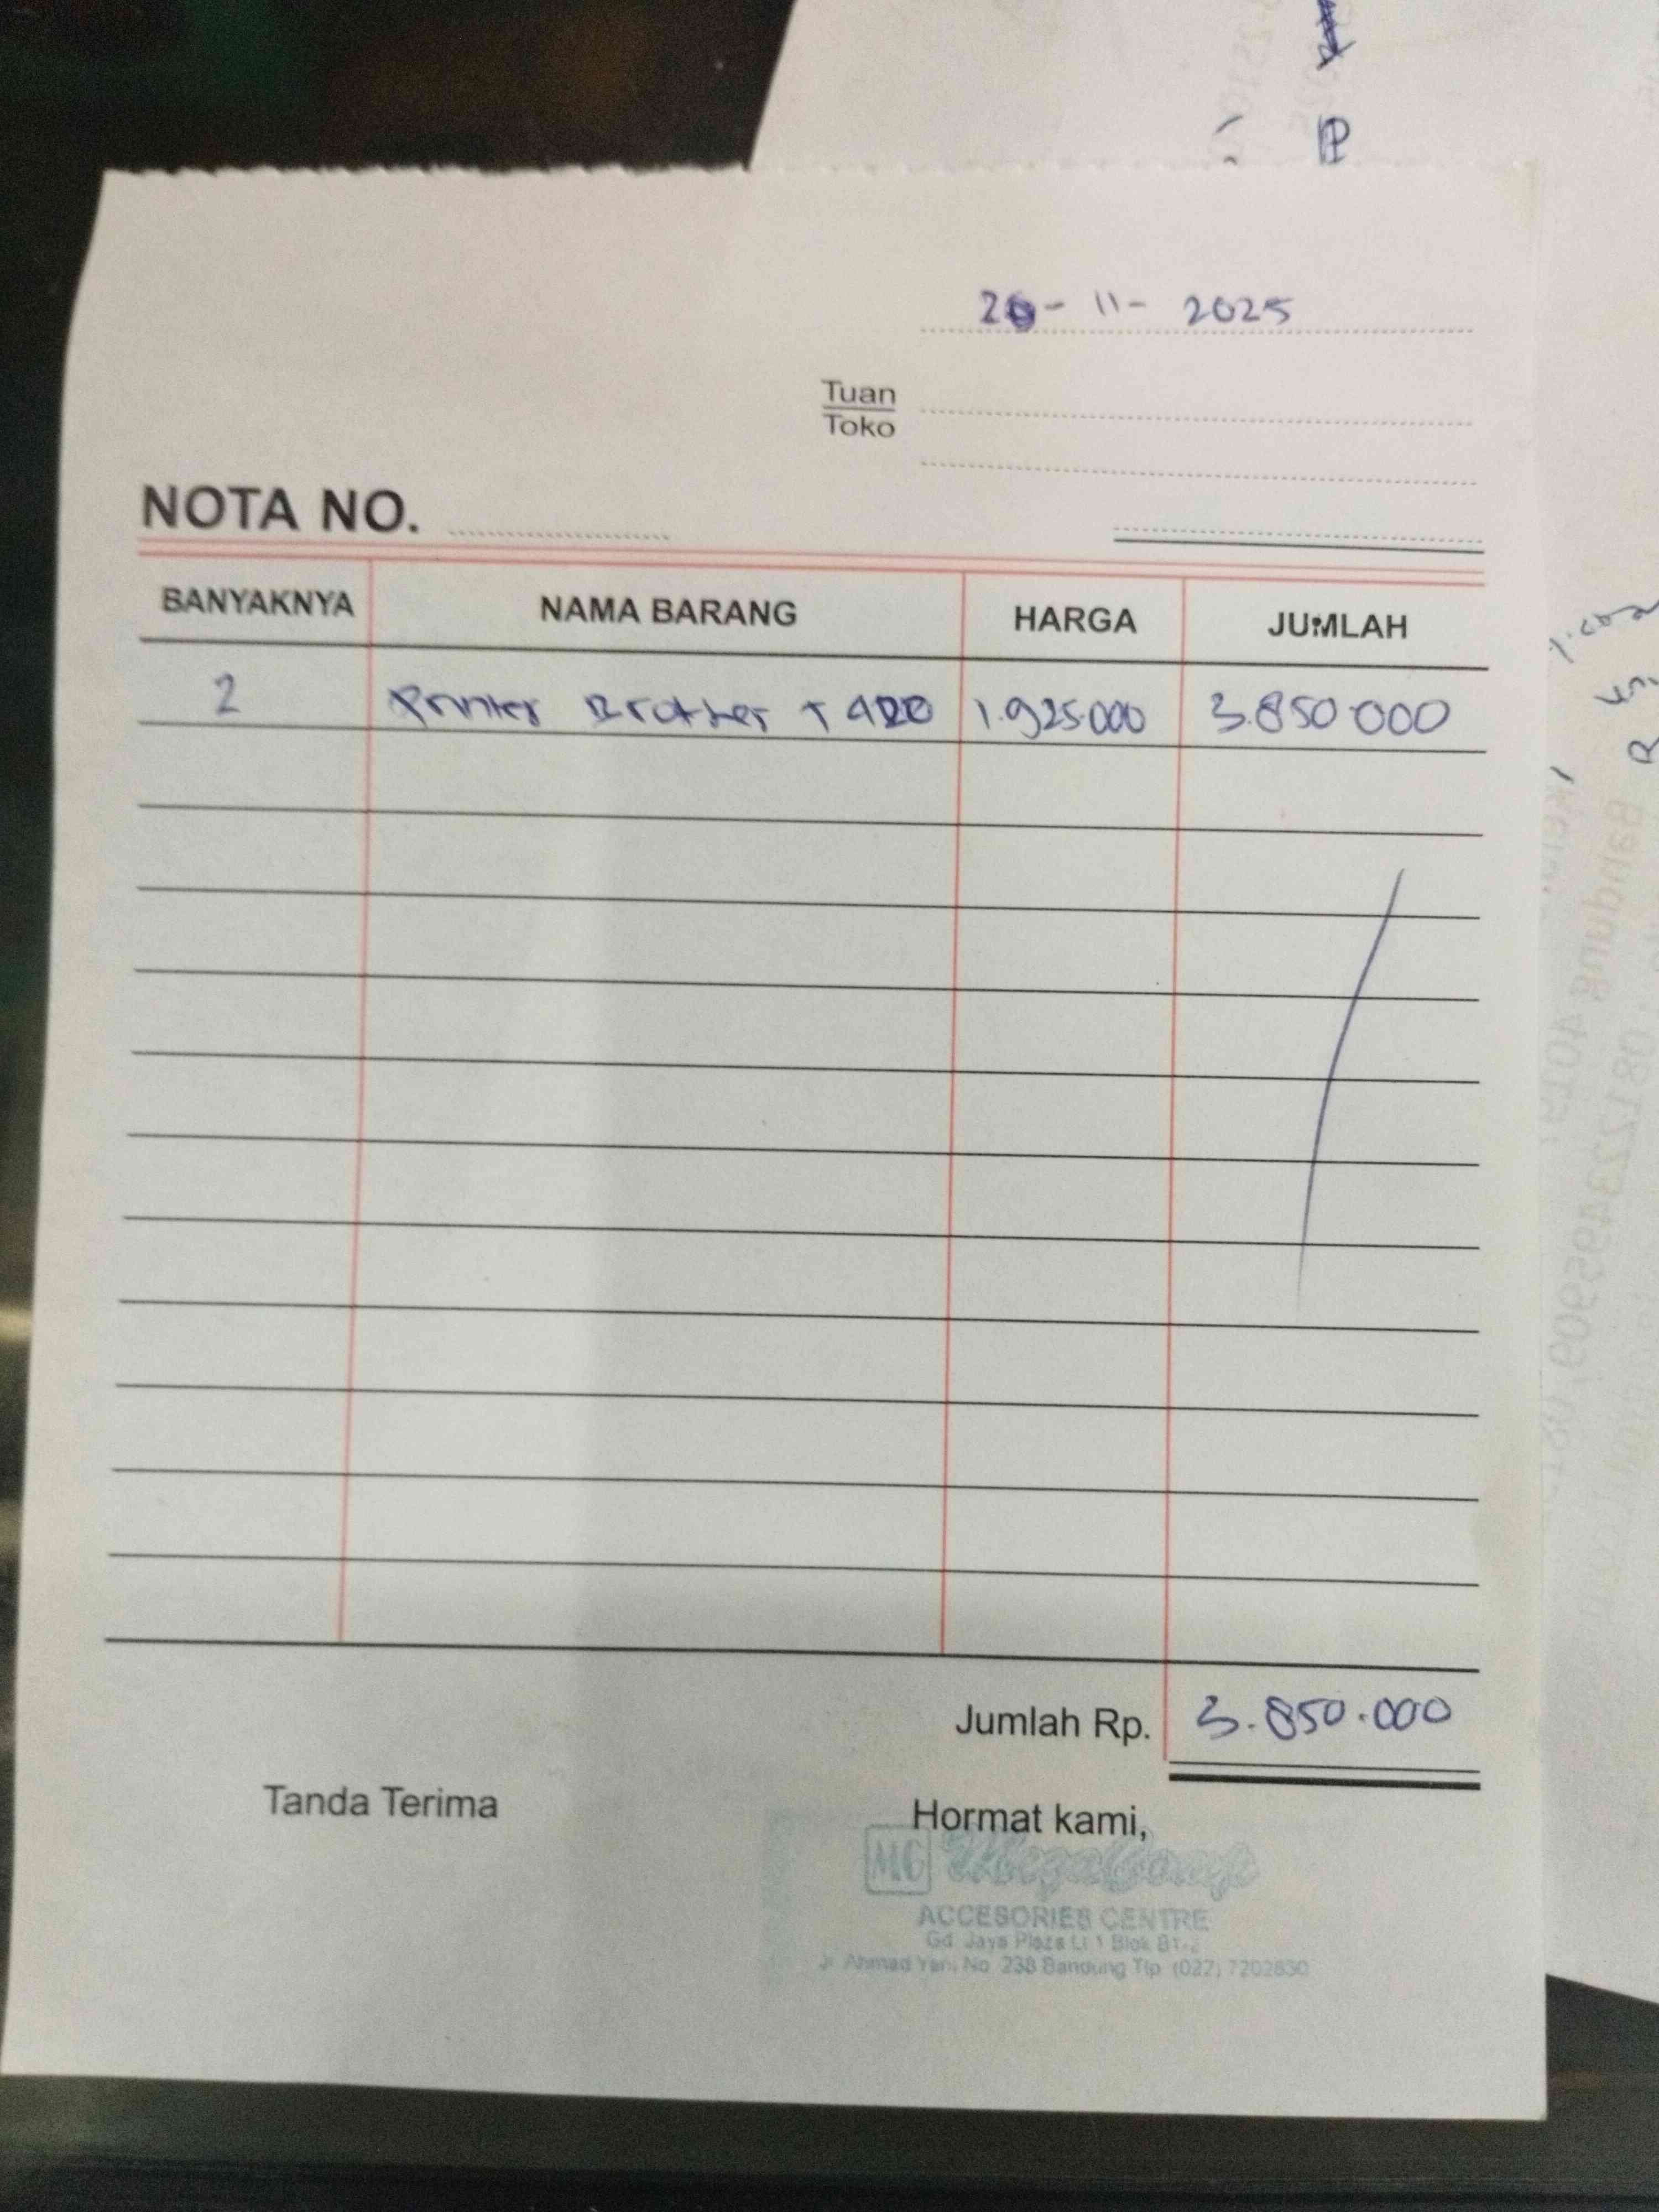 - 11 - 2025
Tuan
Toko
NOTA NO.
BANYAKNYA NAMA BARANG HARGA JUMLAH
2 Printer Brother T 420 1.925.000 3.850.000
Jumlah Rp. 3.850.000
Tanda Terima Hormat kami,
MG MegaComp
ACCESORIES CENTRE
Gd. Jaya Plaza Lt 1 Blok B1-2
Jl. Ahmad Yani, No. 238 Bandung Tlp. (022) 7202830